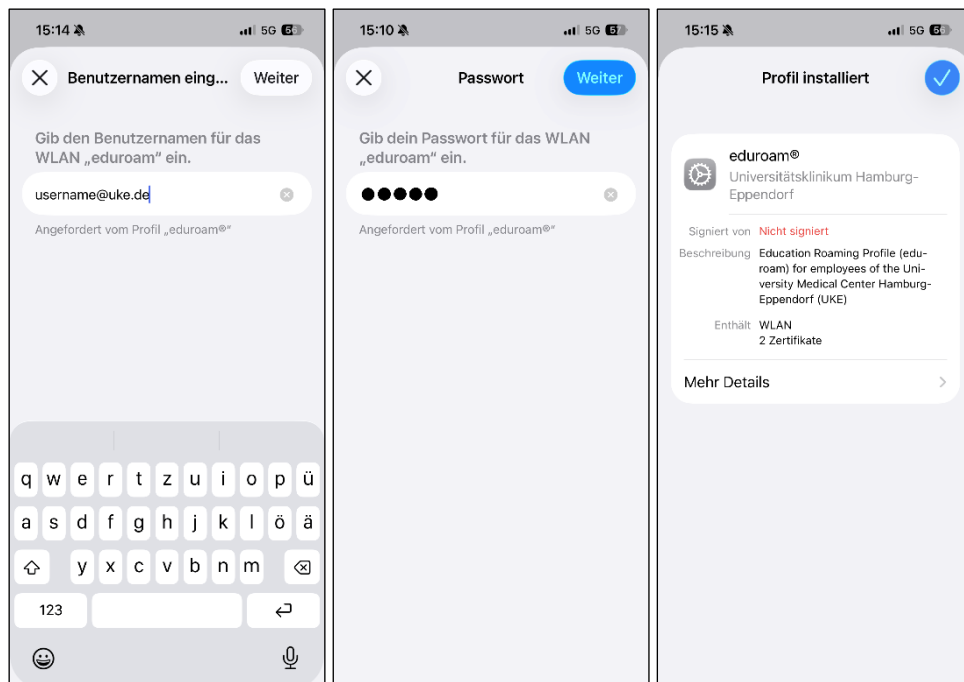 15:14
5G 56
Benutzernamen eing...
Weiter
Gib den Benutzernamen für das
WLAN „eduroam“ ein.
username@uke.de
Angefordert vom Profil „eduroam®“
q w e r t z u i o p ü
a s d f g h j k l ö ä
y x c v b n m
123
15:10
5G 57
Passwort
Weiter
Gib dein Passwort für das WLAN
„eduroam“ ein.
Angefordert vom Profil „eduroam®“
15:15
5G 56
Profil installiert
eduroam®
Universitätsklinikum Hamburg-
Eppendorf
Signiert von Nicht signiert
Beschreibung Education Roaming Profile (edu-
roam) for employees of the Uni-
versity Medical Center Hamburg-
Eppendorf (UKE)
Enthält WLAN
2 Zertifikate
Mehr Details